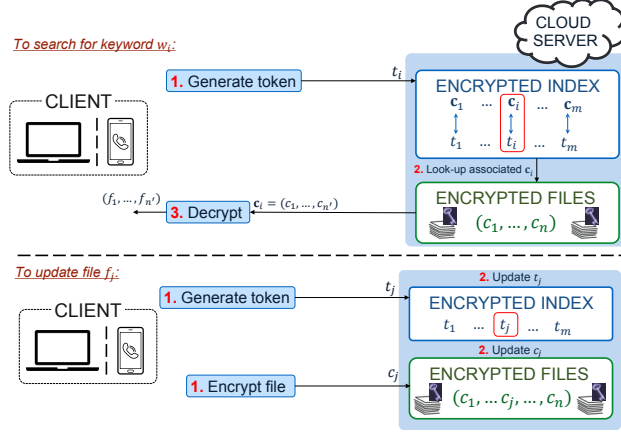 CLOUD
SERVER
To search for keyword wᵢ:
1. Generate token
tᵢ
ENCRYPTED INDEX
𝐜₁ ... 𝐜ᵢ ... 𝐜ₘ
t₁ ... tᵢ ... tₘ
CLIENT
2. Look-up associated 𝐜ᵢ
ENCRYPTED FILES
(c₁, ..., cₙ)
(f₁, ..., fₙ′)
3. Decrypt
𝐜ᵢ = (c₁, ..., cₙ′)
To update file fⱼ:
2. Update tⱼ
1. Generate token
tⱼ
ENCRYPTED INDEX
t₁ ... tⱼ ... tₘ
CLIENT
2. Update cⱼ
1. Encrypt file
cⱼ
ENCRYPTED FILES
(c₁, ... cⱼ, ..., cₙ)